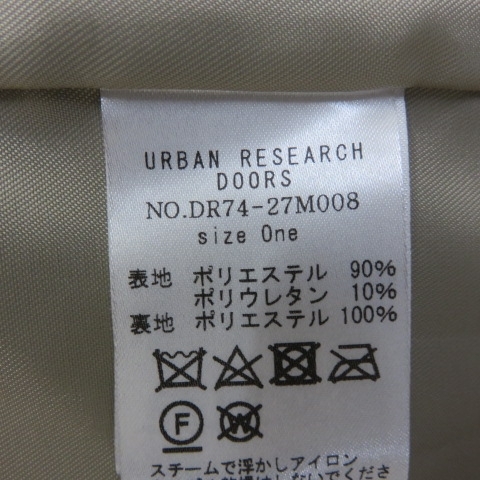 URBAN RESEARCH
DOORS
NO.DR74-27M008
size One
表地 ポリエステル 90%
ポリウレタン 10%
裏地 ポリエステル 100%
F W
スチームで浮かしアイロン